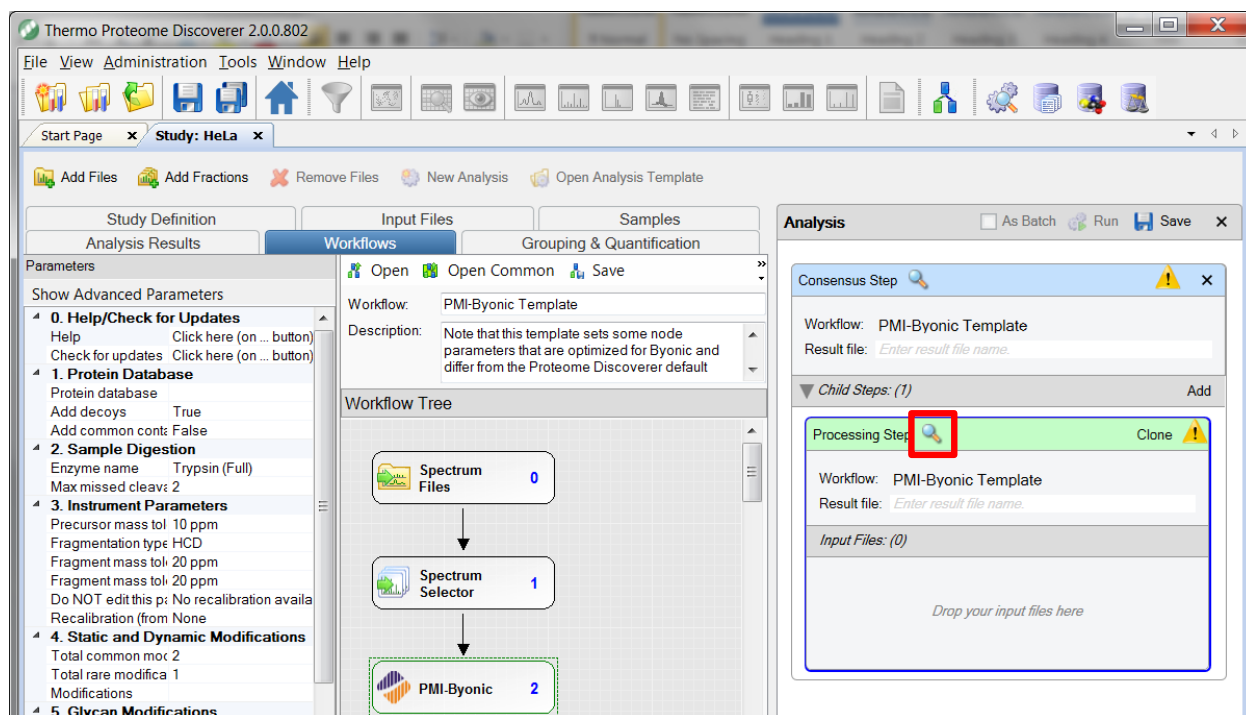 Thermo Proteome Discoverer 2.0.0.802
File View Administration Tools Window Help
Start Page x Study: HeLa x
Add Files Add Fractions Remove Files New Analysis Open Analysis Template
Study Definition Input Files Samples
Analysis Results Workflows Grouping & Quantification
Parameters
Show Advanced Parameters
0. Help/Check for Updates
Help Click here (on ... button)
Check for updates Click here (on ... button)
1. Protein Database
Protein database
Add decoys True
Add common conta False
2. Sample Digestion
Enzyme name Trypsin (Full)
Max missed cleava 2
3. Instrument Parameters
Precursor mass tol 10 ppm
Fragmentation type HCD
Fragment mass tole 20 ppm
Fragment mass tole 20 ppm
Do NOT edit this pa No recalibration availa
Recalibration (from None
4. Static and Dynamic Modifications
Total common moc 2
Total rare modifica 1
Modifications
5. Glycan Modifications
Open Open Common Save »
Workflow: PMI-Byonic Template
Description: Note that this template sets some node
parameters that are optimized for Byonic and
differ from the Proteome Discoverer default
Workflow Tree
Spectrum
Files 0
Spectrum
Selector 1
PMI-Byonic 2
Analysis As Batch Run Save x
Consensus Step x
Workflow: PMI-Byonic Template
Result file: Enter result file name.
Child Steps: (1) Add
Processing Step Clone
Workflow: PMI-Byonic Template
Result file: Enter result file name.
Input Files: (0)
Drop your input files here